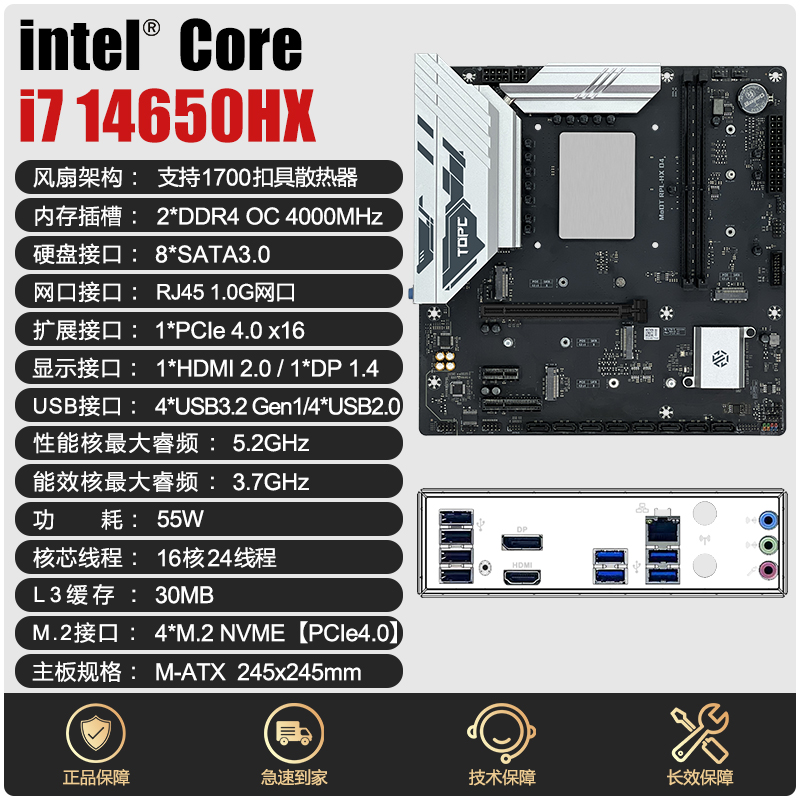 intel® Core
i7 14650HX
风扇架构： 支持1700扣具散热器
内存插槽： 2*DDR4 OC 4000MHz
硬盘接口： 8*SATA3.0
网口接口： RJ45 1.0G网口
扩展接口： 1*PCIe 4.0 x16
显示接口： 1*HDMI 2.0 / 1*DP 1.4
USB接口： 4*USB3.2 Gen1/4*USB2.0
性能核最大睿频： 5.2GHz
能效核最大睿频： 3.7GHz
功 耗： 55W
核芯线程： 16核24线程
L3缓存 ： 30MB
M.2接口： 4*M.2 NVME【PCIe4.0】
主板规格： M-ATX 245x245mm
TOPC
MoDT RPL-HX D4
DP
HDMI
正品保障
急速到家
技术保障
长效保障